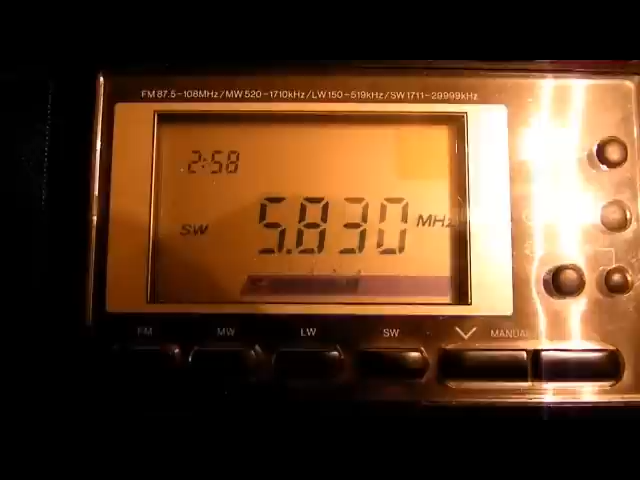 FM 87.5-108MHz/MW 520-1710kHz/LW 150-519kHz/SW 1711-29999kHz
2:58
SW 5.830 MHz
FM MW LW SW MANUAL